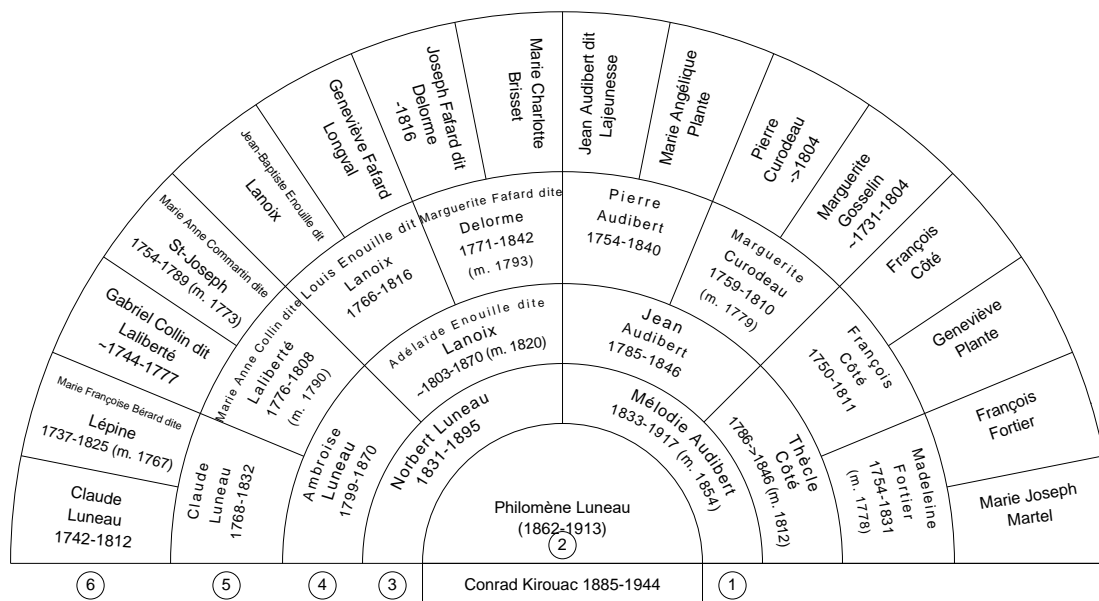 Claude
Luneau
1742-1812
Marie Françoise Bérard dite
Lépine
1737-1825 (m. 1767)
Gabriel Collin dit
Laliberté
~1744-1777
Marie Anne Commartin dite
St-Joseph
1754-1789 (m. 1773)
Jean-Baptiste Enouille dit
Lanoix
Geneviève Fafard
Longval
Joseph Fafard dit
Delorme
-1816
Marie Charlotte
Brisset
Jean Audibert dit
Lajeunesse
Marie Angélique
Plante
Pierre
Curodeau
->1804
Marguerite
Gosselin
~1731-1804
François
Côté
Geneviève
Plante
François
Fortier
Marie Joseph
Martel
Claude
Luneau
1768-1832
Marie Anne Collin dite
Laliberté
1776-1808
(m. 1790)
Louis Enouille dit
Lanoix
1766-1816
Marguerite Fafard dite
Delorme
1771-1842
(m. 1793)
Pierre
Audibert
1754-1840
Marguerite
Curodeau
1759-1810
(m. 1779)
François
Côté
1750-1811
Madeleine
Fortier
1754-1831
(m. 1778)
Ambroise
Luneau
1799-1870
Adélaïde Enouille dite
Lanoix
~1803-1870 (m. 1820)
Jean
Audibert
1785-1846
Thècle
Côté
1786->1846 (m. 1812)
Norbert Luneau
1831-1895
Mélodie Audibert
1833-1917 (m. 1854)
Philomène Luneau
(1862-1913)
2
6
5
4
3
Conrad Kirouac 1885-1944
1